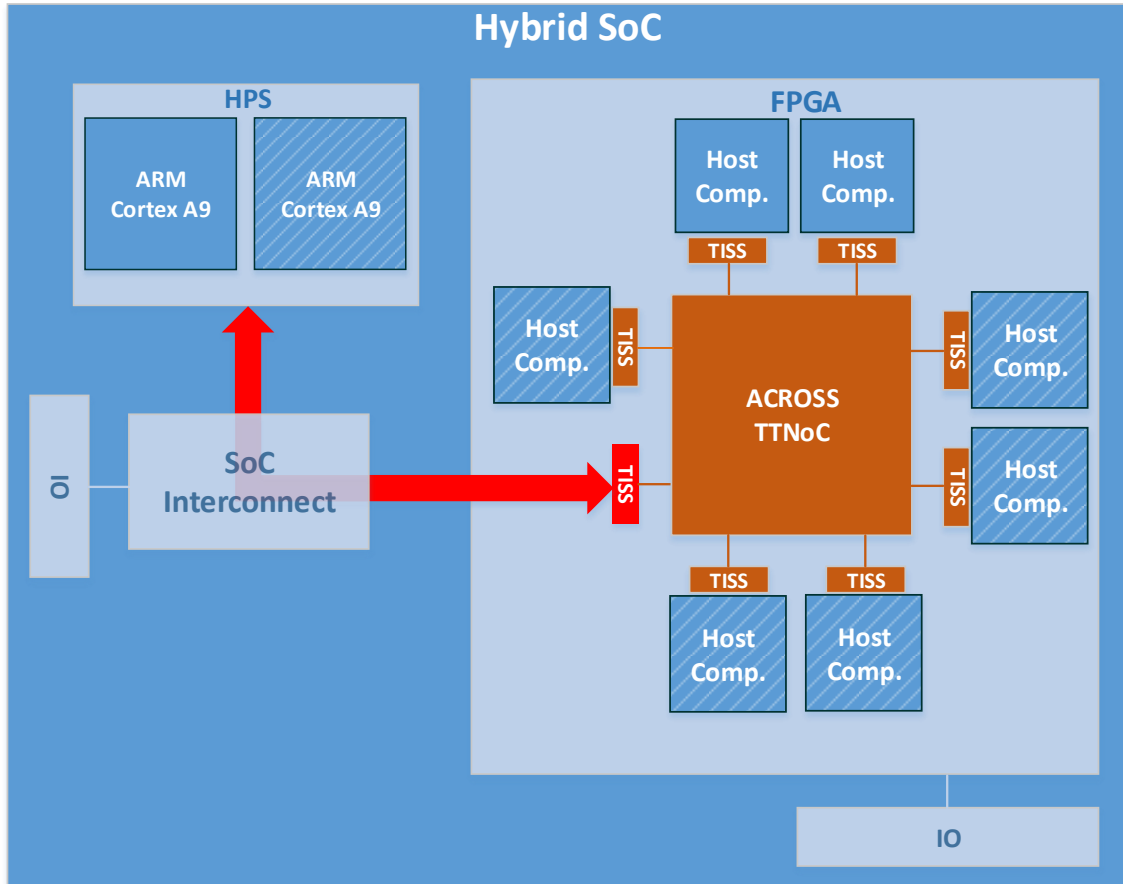 Hybrid SoC
HPS
ARM
Cortex A9
ARM
Cortex A9
IO
SoC
Interconnect
FPGA
Host
Comp.
Host
Comp.
TISS
TISS
Host
Comp.
TISS
TISS
Host
Comp.
ACROSS
TTNoC
TISS
TISS
Host
Comp.
TISS
TISS
Host
Comp.
Host
Comp.
IO